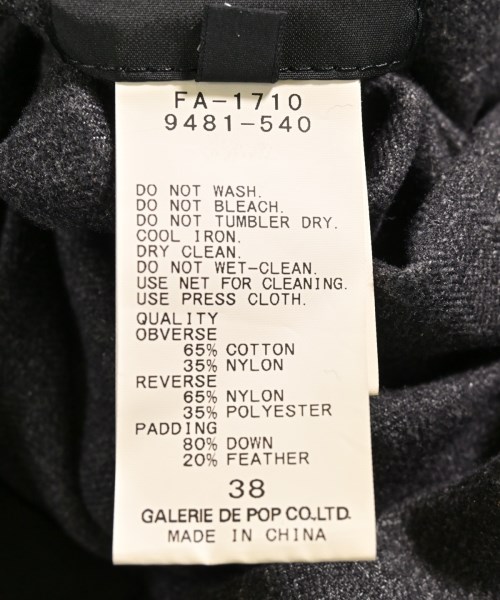 FA-1710
9481-540
DO NOT WASH.
DO NOT BLEACH.
DO NOT TUMBLER DRY.
COOL IRON.
DRY CLEAN.
DO NOT WET-CLEAN.
USE NET FOR CLEANING.
USE PRESS CLOTH.
QUALITY
OBVERSE
65% COTTON
35% NYLON
REVERSE
65% NYLON
35% POLYESTER
PADDING
80% DOWN
20% FEATHER
38
GALERIE DE POP CO.LTD.
MADE IN CHINA